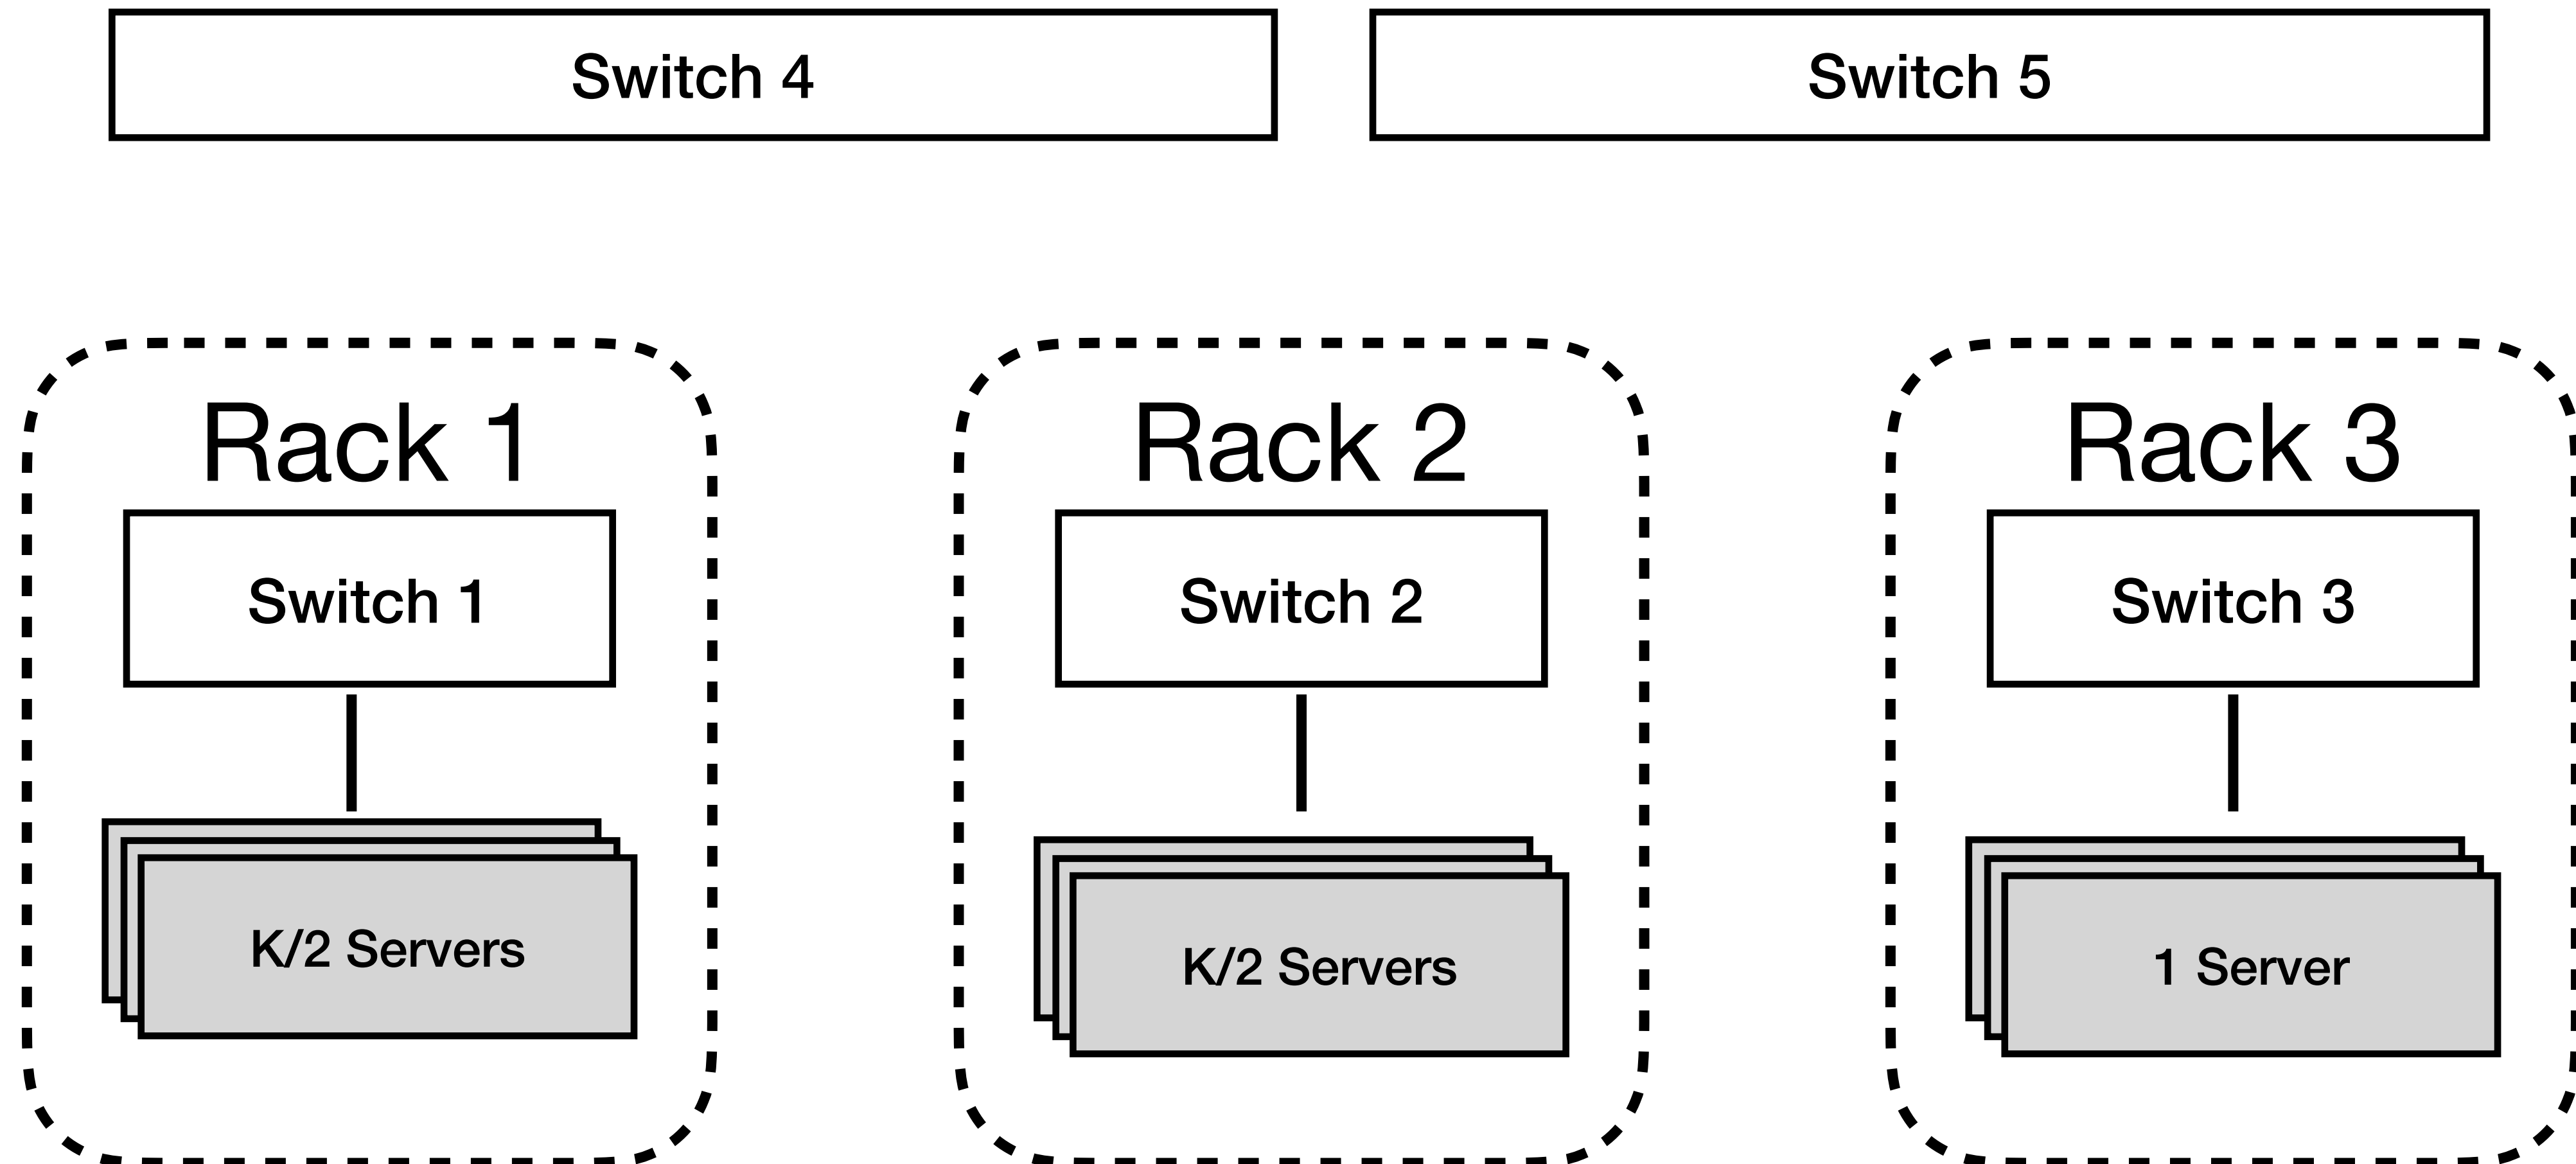 Switch 4
Switch 5
Rack 1
Rack 2
Rack 3
Switch 1
Switch 2
Switch 3
K/2 Servers
K/2 Servers
1 Server